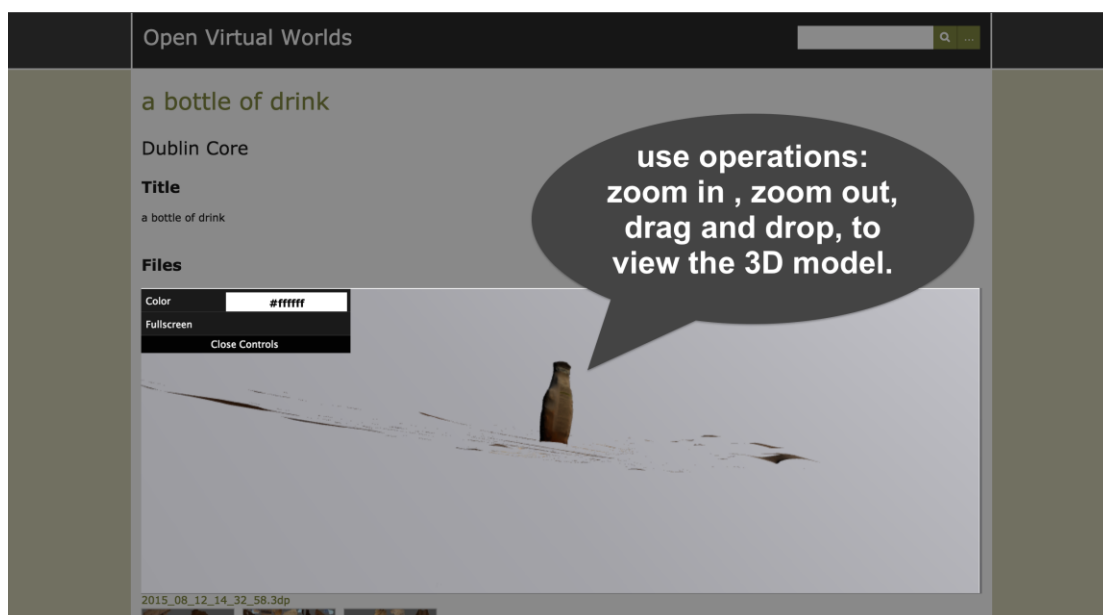 Open Virtual Worlds
...
a bottle of drink
Dublin Core
Title
a bottle of drink
Files
use operations:
zoom in , zoom out,
drag and drop, to
view the 3D model.
Color #ffffff
Fullscreen
Close Controls
2015_08_12_14_32_58.3dp